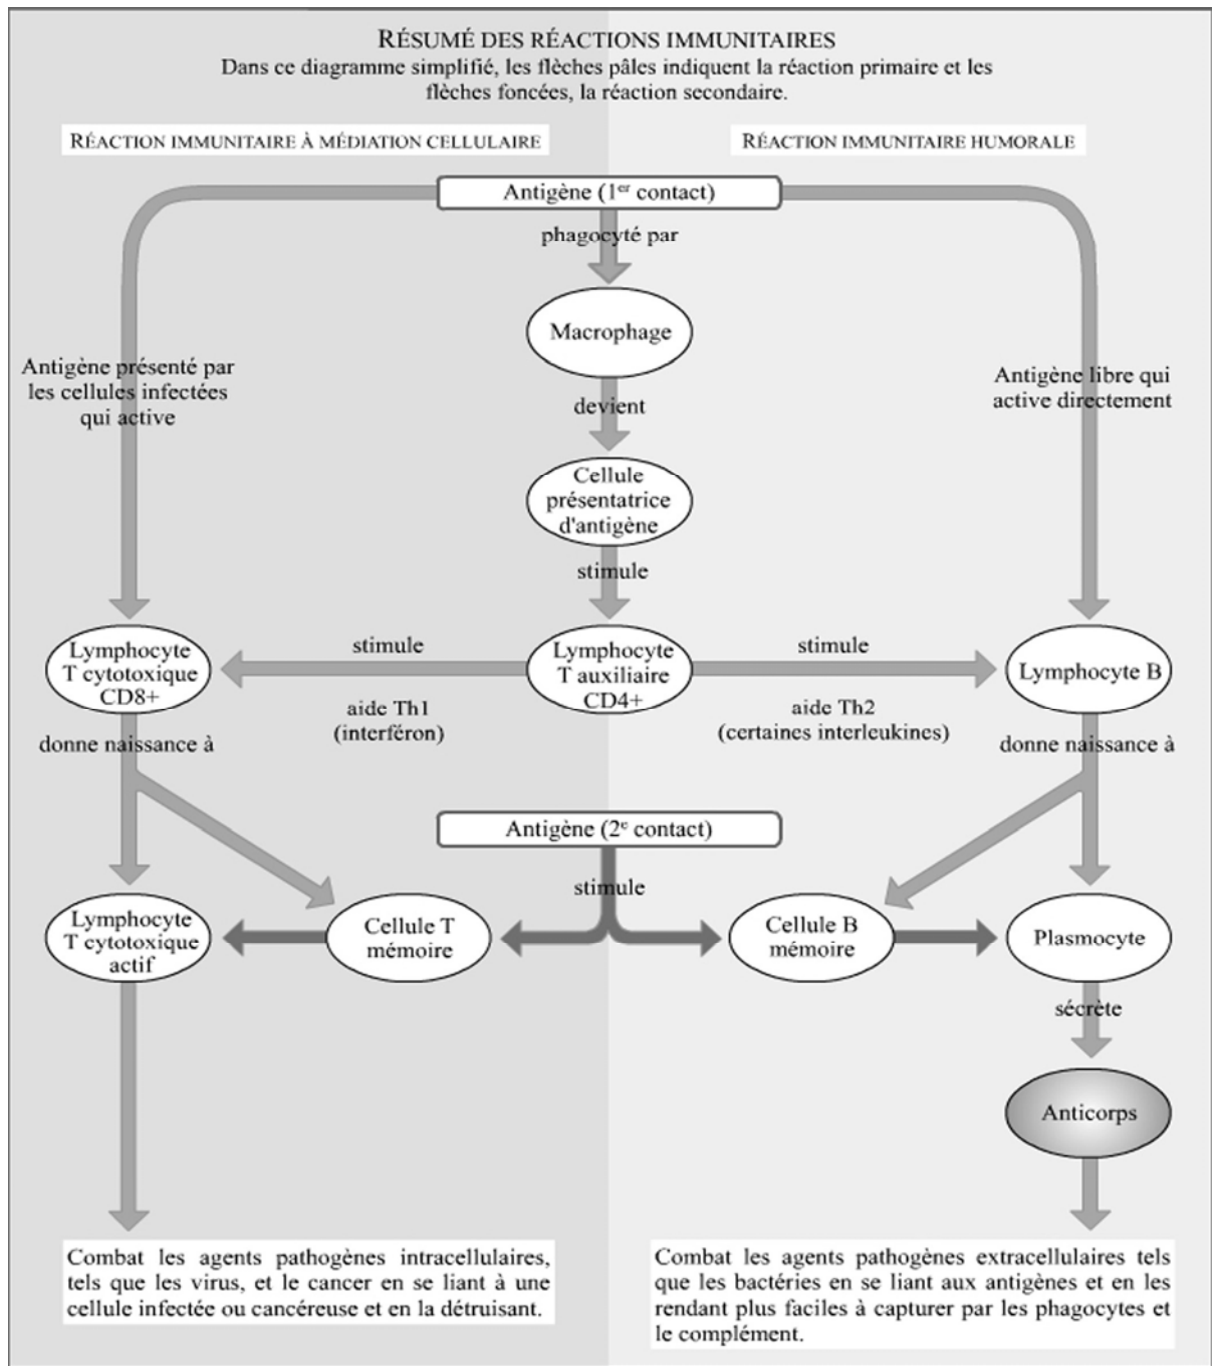 RÉSUMÉ DES RÉACTIONS IMMUNITAIRES
Dans ce diagramme simplifié, les flèches pâles indiquent la réaction primaire et les
flèches foncées, la réaction secondaire.
RÉACTION IMMUNITAIRE À MÉDIATION CELLULAIRE
RÉACTION IMMUNITAIRE HUMORALE
Antigène (1er contact)
phagocyté par
Macrophage
Antigène présenté par
les cellules infectées
qui active
devient
Antigène libre qui
active directement
Cellule
présentatrice
d'antigène
stimule
Lymphocyte
T cytotoxique
CD8+
stimule
Lymphocyte
T auxiliaire
CD4+
stimule
Lymphocyte B
aide Th1
(interféron)
aide Th2
(certaines interleukines)
donne naissance à
donne naissance à
Antigène (2e contact)
stimule
Lymphocyte
T cytotoxique
actif
Cellule T
mémoire
Cellule B
mémoire
Plasmocyte
sécrète
Anticorps
Combat les agents pathogènes intracellulaires,
tels que les virus, et le cancer en se liant à une
cellule infectée ou cancéreuse et en la détruisant.
Combat les agents pathogènes extracellulaires tels
que les bactéries en se liant aux antigènes et en les
rendant plus faciles à capturer par les phagocytes et
le complément.